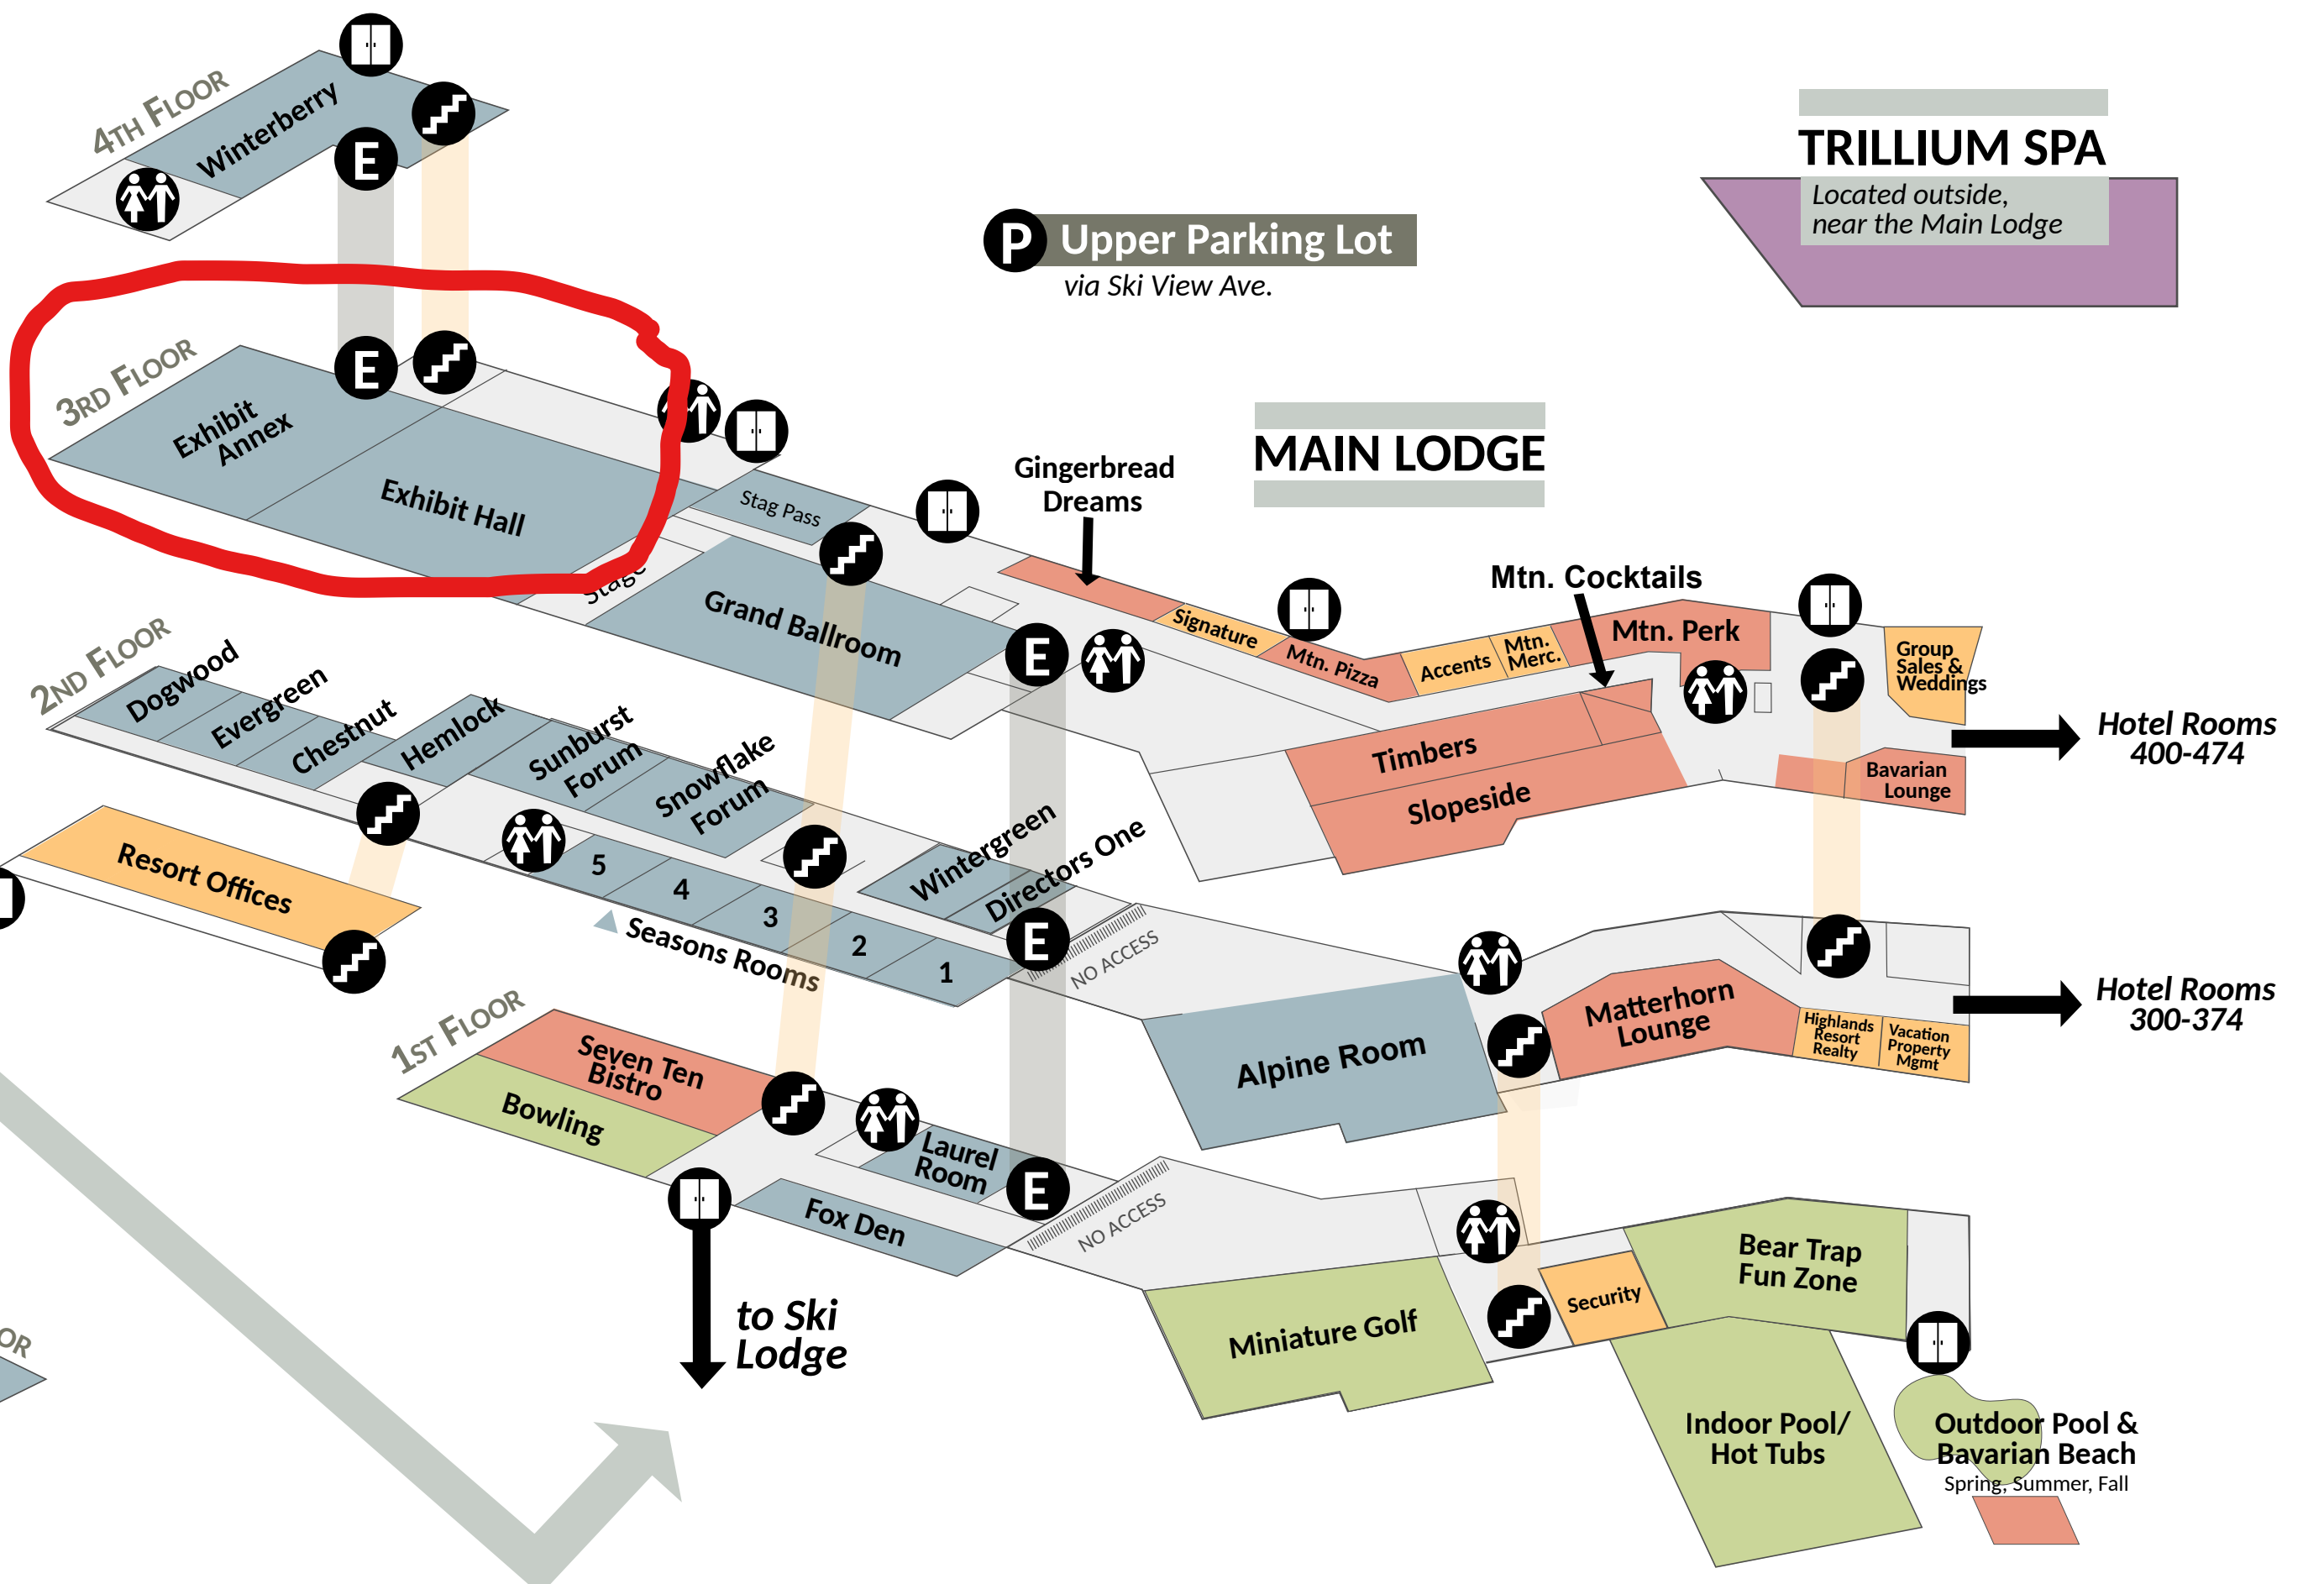 4TH FLOOR
Winterberry
E
TRILLIUM SPA
Located outside,
near the Main Lodge
P Upper Parking Lot
via Ski View Ave.
3RD FLOOR
E
Exhibit
Annex
Exhibit Hall
Stag Pass
Stage
Grand Ballroom
E
MAIN LODGE
Gingerbread
Dreams
Signature
Mtn. Pizza
Accents
Mtn.
Merc.
Mtn. Cocktails
Mtn. Perk
Group
Sales &
Weddings
Timbers
Slopeside
Bavarian
Lounge
Hotel Rooms
400-474
2ND FLOOR
Dogwood
Evergreen
Chestnut
Hemlock
Sunburst
Forum
Snowflake
Forum
Wintergreen
Directors One
E
5
4
3
2
1
Seasons Rooms
NO ACCESS
Resort Offices
Alpine Room
Matterhorn
Lounge
Highlands
Resort
Realty
Vacation
Property
Mgmt
Hotel Rooms
300-374
1ST FLOOR
Seven Ten
Bistro
Bowling
Laurel
Room
E
Fox Den
NO ACCESS
to Ski
Lodge
Miniature Golf
Security
Bear Trap
Fun Zone
Indoor Pool/
Hot Tubs
Outdoor Pool &
Bavarian Beach
Spring, Summer, Fall